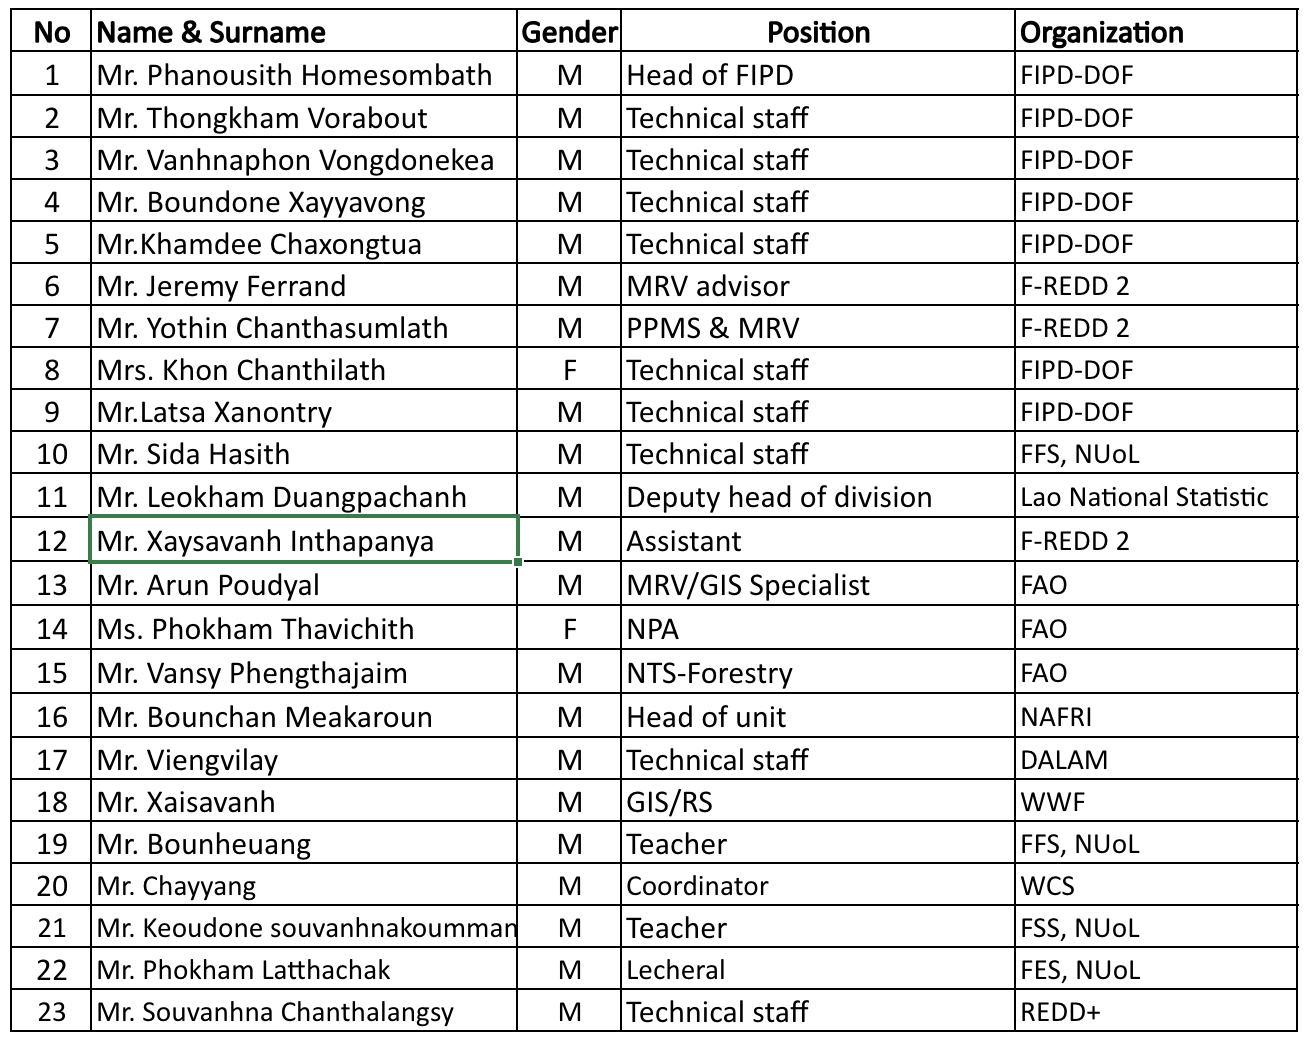 No Name & Surname Gender Position Organization
1 Mr. Phanousith Homesombath M Head of FIPD FIPD-DOF
2 Mr. Thongkham Vorabout M Technical staff FIPD-DOF
3 Mr. Vanhnaphon Vongdonekea M Technical staff FIPD-DOF
4 Mr. Boundone Xayyavong M Technical staff FIPD-DOF
5 Mr.Khamdee Chaxongtua M Technical staff FIPD-DOF
6 Mr. Jeremy Ferrand M MRV advisor F-REDD 2
7 Mr. Yothin Chanthasumlath M PPMS & MRV F-REDD 2
8 Mrs. Khon Chanthilath F Technical staff FIPD-DOF
9 Mr.Latsa Xanontry M Technical staff FIPD-DOF
10 Mr. Sida Hasith M Technical staff FFS, NUoL
11 Mr. Leokham Duangpachanh M Deputy head of division Lao National Statistic
12 Mr. Xaysavanh Inthapanya M Assistant F-REDD 2
13 Mr. Arun Poudyal M MRV/GIS Specialist FAO
14 Ms. Phokham Thavichith F NPA FAO
15 Mr. Vansy Phengthajaim M NTS-Forestry FAO
16 Mr. Bounchan Meakaroun M Head of unit NAFRI
17 Mr. Viengvilay M Technical staff DALAM
18 Mr. Xaisavanh M GIS/RS WWF
19 Mr. Bounheuang M Teacher FFS, NUoL
20 Mr. Chayyang M Coordinator WCS
21 Mr. Keoudone souvanhnakoumman M Teacher FSS, NUoL
22 Mr. Phokham Latthachak M Lecheral FES, NUoL
23 Mr. Souvanhna Chanthalangsy M Technical staff REDD+